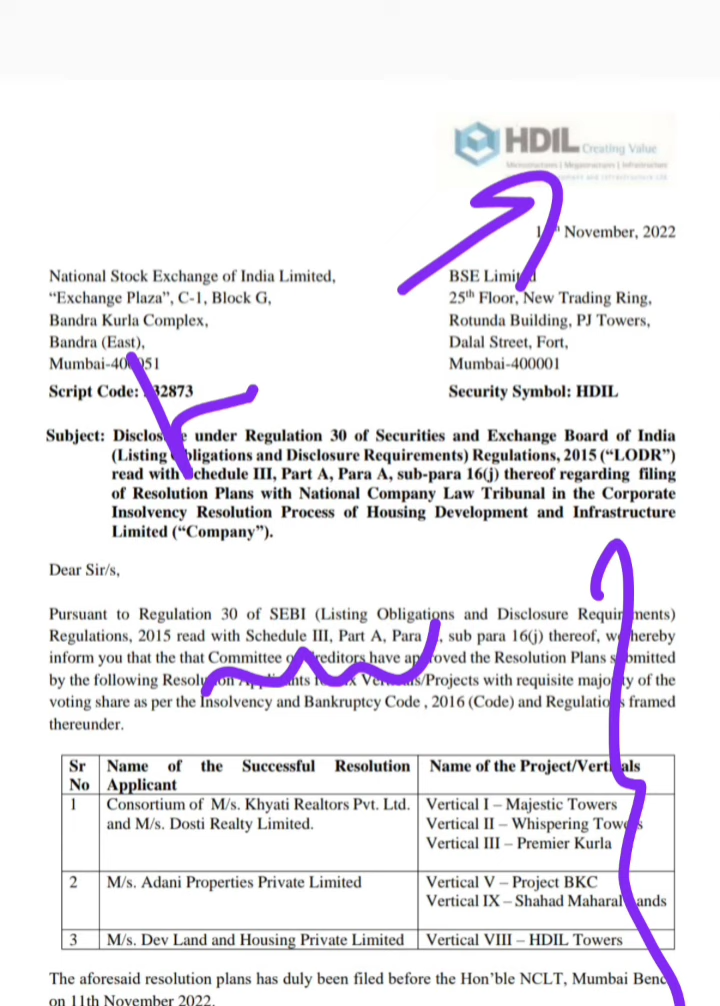 HDIL Creating Value
November, 2022
National Stock Exchange of India Limited,
“Exchange Plaza”, C-1, Block G,
Bandra Kurla Complex,
Bandra (East),
Mumbai-400051
Script Code: 32873
BSE Limited
25th Floor, New Trading Ring,
Rotunda Building, PJ Towers,
Dalal Street, Fort,
Mumbai-400001
Security Symbol: HDIL
Subject: Disclosure under Regulation 30 of Securities and Exchange Board of India
(Listing Obligations and Disclosure Requirements) Regulations, 2015 (“LODR”)
read with Schedule III, Part A, Para A, sub-para 16(j) thereof regarding filing
of Resolution Plans with National Company Law Tribunal in the Corporate
Insolvency Resolution Process of Housing Development and Infrastructure
Limited (“Company”).
Dear Sir/s,
Pursuant to Regulation 30 of SEBI (Listing Obligations and Disclosure Requirements)
Regulations, 2015 read with Schedule III, Part A, Para , sub para 16(j) thereof, we hereby
inform you that the that Committee of Creditors have approved the Resolution Plans submitted
by the following Resolution Applicants Verticals/Projects with requisite majority of the
voting share as per the Insolvency and Bankruptcy Code , 2016 (Code) and Regulations framed
thereunder.
Sr No Name of the Successful Resolution Applicant Name of the Project/Verticals
1 Consortium of M/s. Khyati Realtors Pvt. Ltd. Vertical I – Majestic Towers
and M/s. Dosti Realty Limited. Vertical II – Whispering Towers
Vertical III – Premier Kurla
2 M/s. Adani Properties Private Limited Vertical V – Project BKC
Vertical IX – Shahad Maharal Lands
3 M/s. Dev Land and Housing Private Limited Vertical VIII – HDIL Towers
The aforesaid resolution plans has duly been filed before the Hon’ble NCLT, Mumbai Bench
on 11th November 2022.